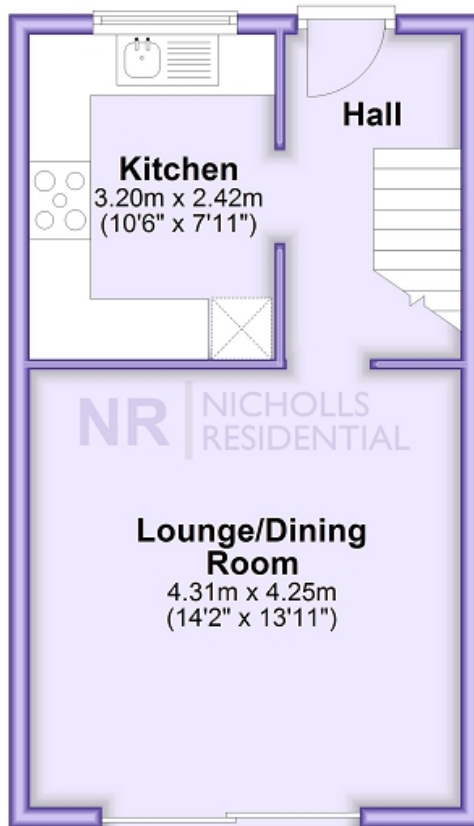 Hall
Kitchen
3.20m x 2.42m
(10'6" x 7'11")
NR
NICHOLLS
RESIDENTIAL
Lounge/Dining
Room
4.31m x 4.25m
(14'2" x 13'11")